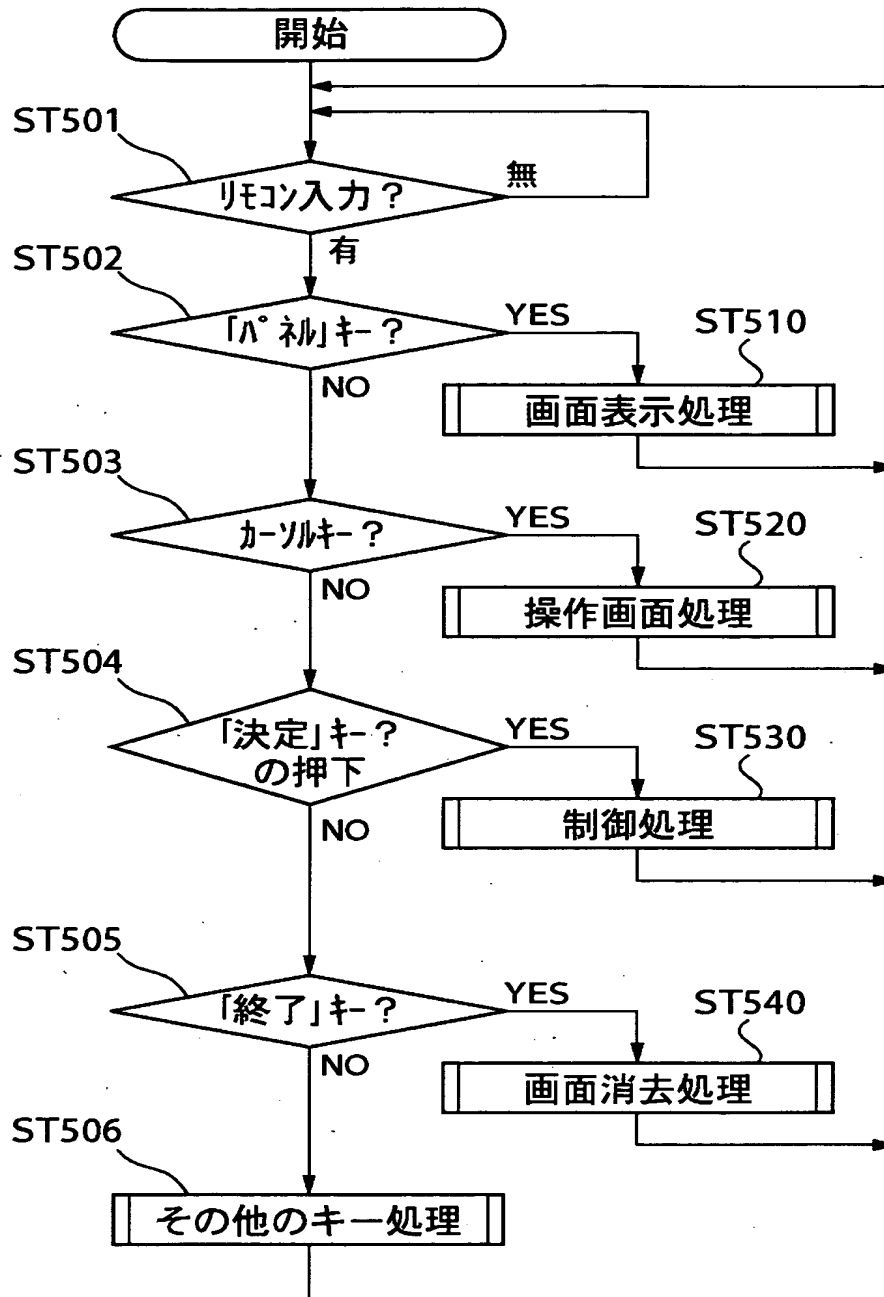 開始
ST501
リモコン入力？
無
有
ST502
「パネル」キー？
YES
NO
ST510
画面表示処理
ST503
カーソルキー？
YES
NO
ST520
操作画面処理
ST504
「決定」キー？
の押下
YES
NO
ST530
制御処理
ST505
「終了」キー？
YES
NO
ST540
画面消去処理
ST506
その他のキー処理